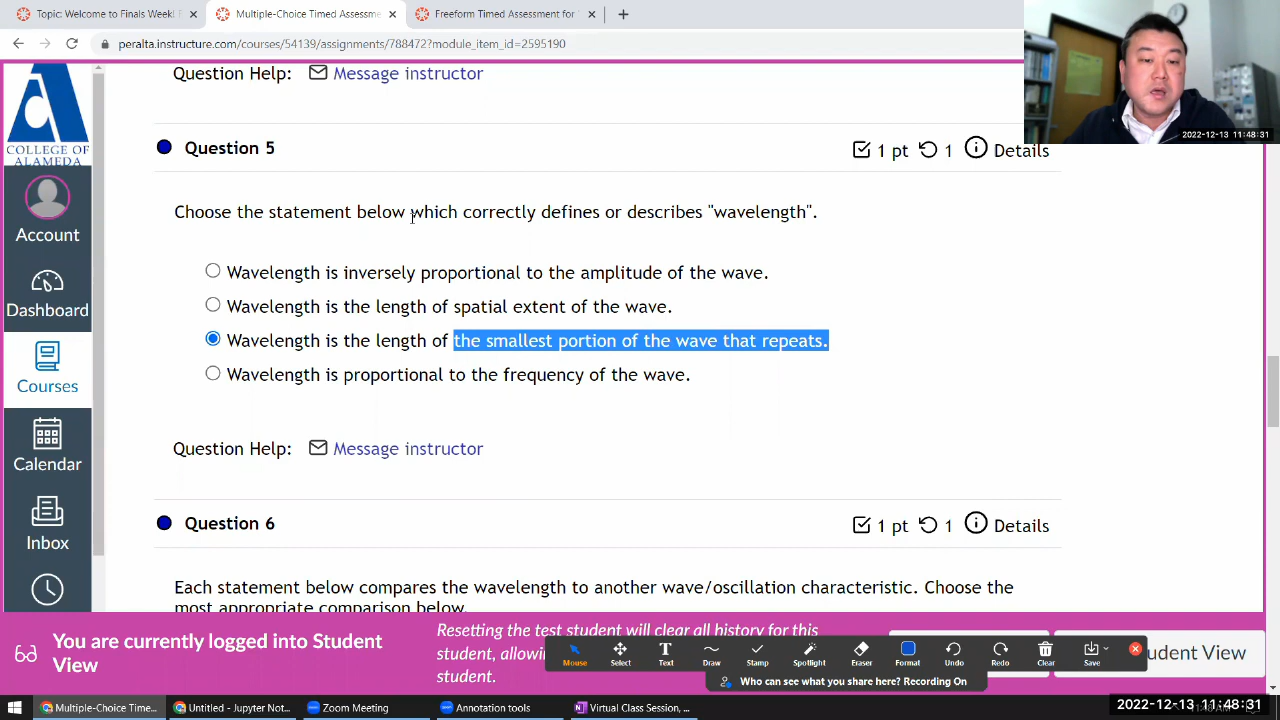 Topic: Welcome to Finals Week! F
Multiple-Choice Timed Assessme
Freeform Timed Assessment for
peralta.instructure.com/courses/54139/assignments/788472?module_item_id=2595190
2022-12-13 11:48:31
COLLEGE OF
ALAMEDA
Account
Dashboard
Courses
Calendar
Inbox
Question Help: Message instructor
Question 5
1 pt 1 Details
Choose the statement below which correctly defines or describes "wavelength".
Wavelength is inversely proportional to the amplitude of the wave.
Wavelength is the length of spatial extent of the wave.
Wavelength is the length of the smallest portion of the wave that repeats.
Wavelength is proportional to the frequency of the wave.
Question Help: Message instructor
Question 6
1 pt 1 Details
Each statement below compares the wavelength to another wave/oscillation characteristic. Choose the
most appropriate comparison below.
You are currently logged into Student
View
Resetting the test student will clear all history for this
student, allowin
student.
udent View
Mouse Select Text Draw Stamp Spotlight Eraser Format Undo Redo Clear Save
Who can see what you share here? Recording On
Multiple-Choice Time...
Untitled - Jupyter Not...
Zoom Meeting
Annotation tools
Virtual Class Session, ...
2022-12-13 11:48:31